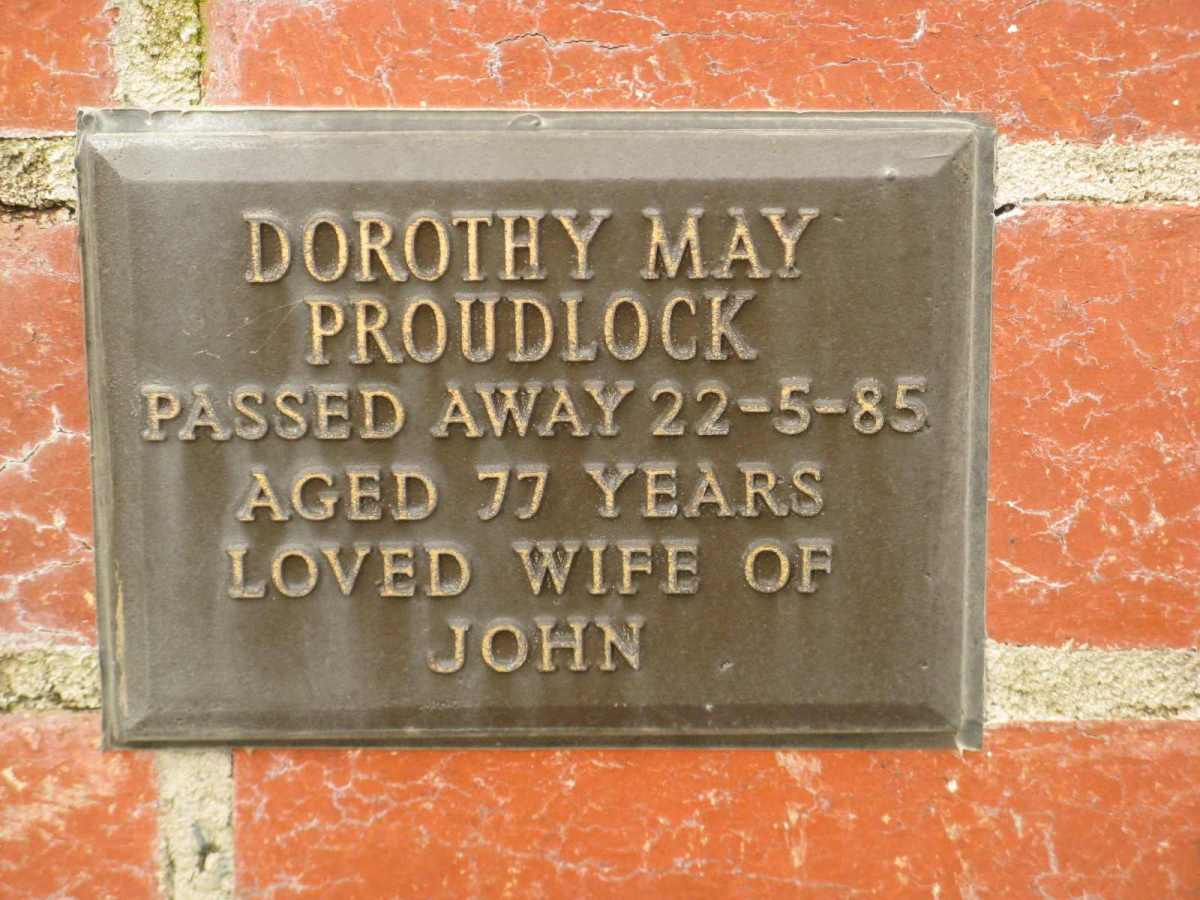 DOROTHY MAY
PROUDLOCK
PASSED AWAY 22-5-85
AGED 77 YEARS
LOVED WIFE OF
JOHN